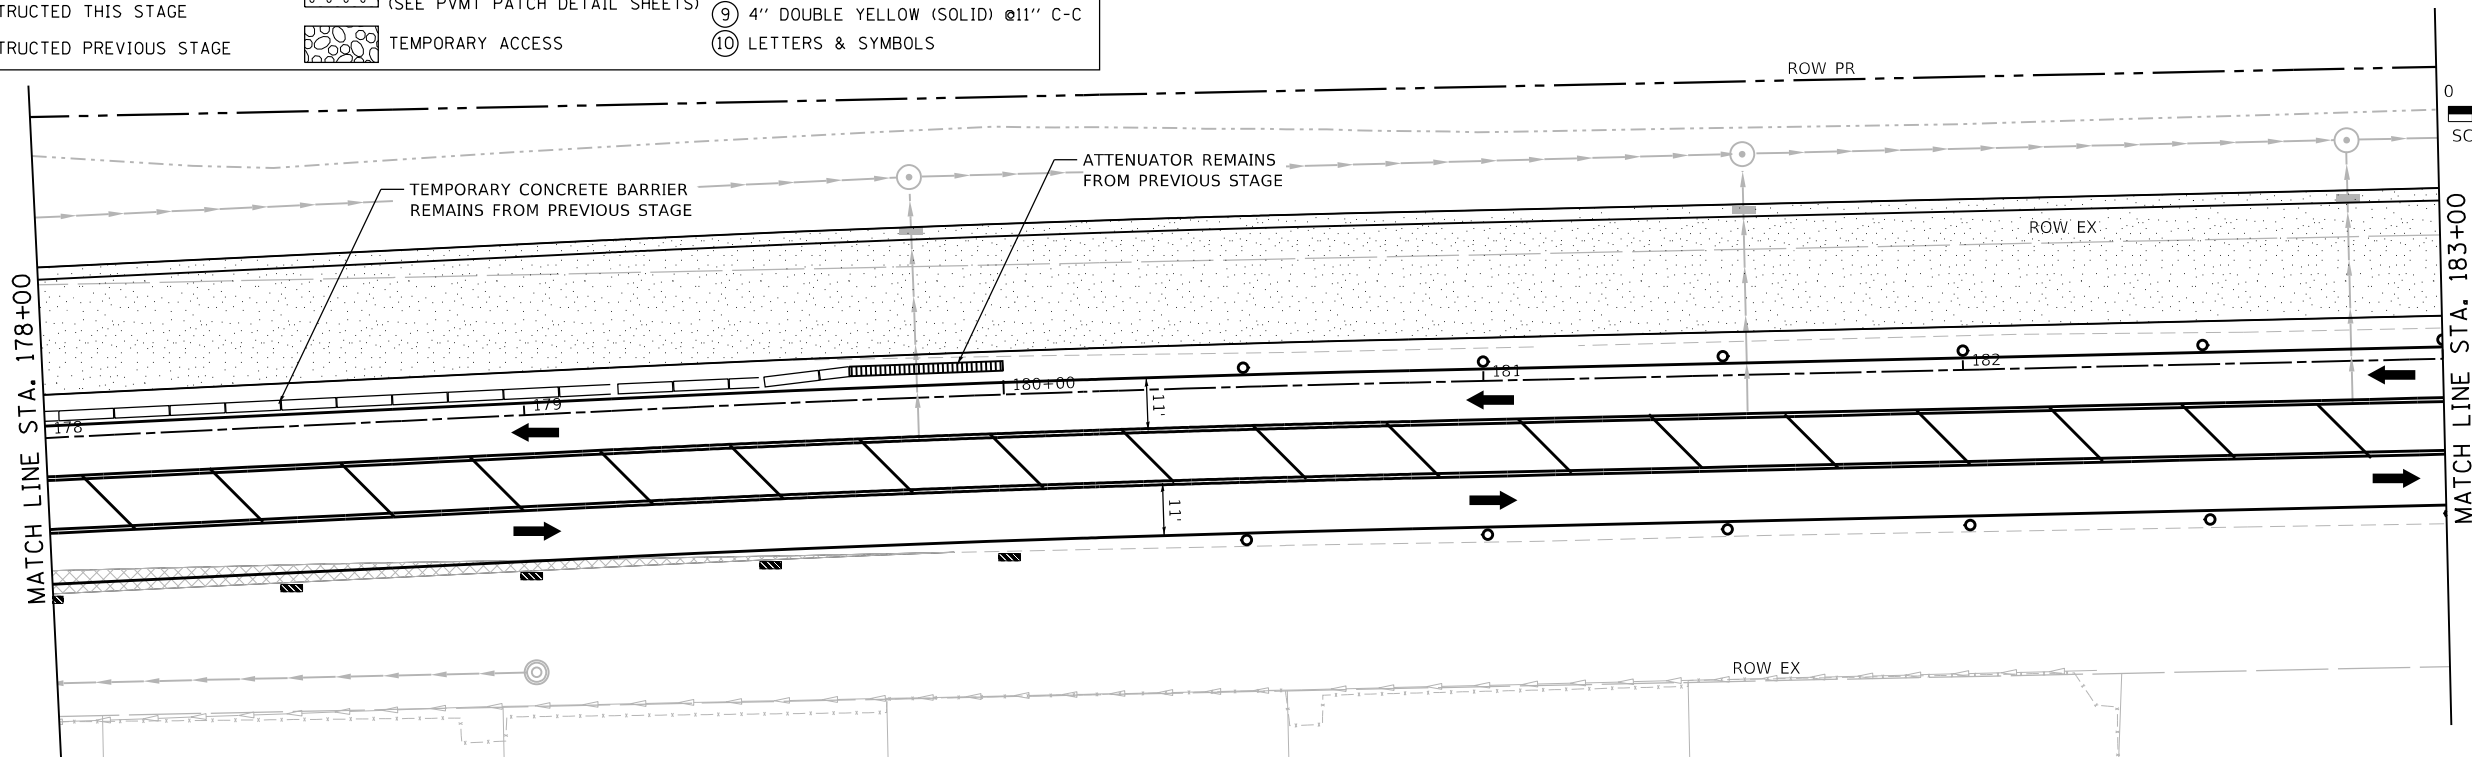 TRUCTED THIS STAGE
(SEE PVMT PATCH DETAIL SHEETS)
9 4" DOUBLE YELLOW (SOLID) @11" C-C
TRUCTED PREVIOUS STAGE
TEMPORARY ACCESS
10 LETTERS & SYMBOLS
ROW PR
0
SC
ATTENUATOR REMAINS
FROM PREVIOUS STAGE
TEMPORARY CONCRETE BARRIER
REMAINS FROM PREVIOUS STAGE
ROW EX
MATCH LINE STA. 178+00
MATCH LINE STA. 183+00
178
179
180+00
181
182
11'
11'
ROW EX